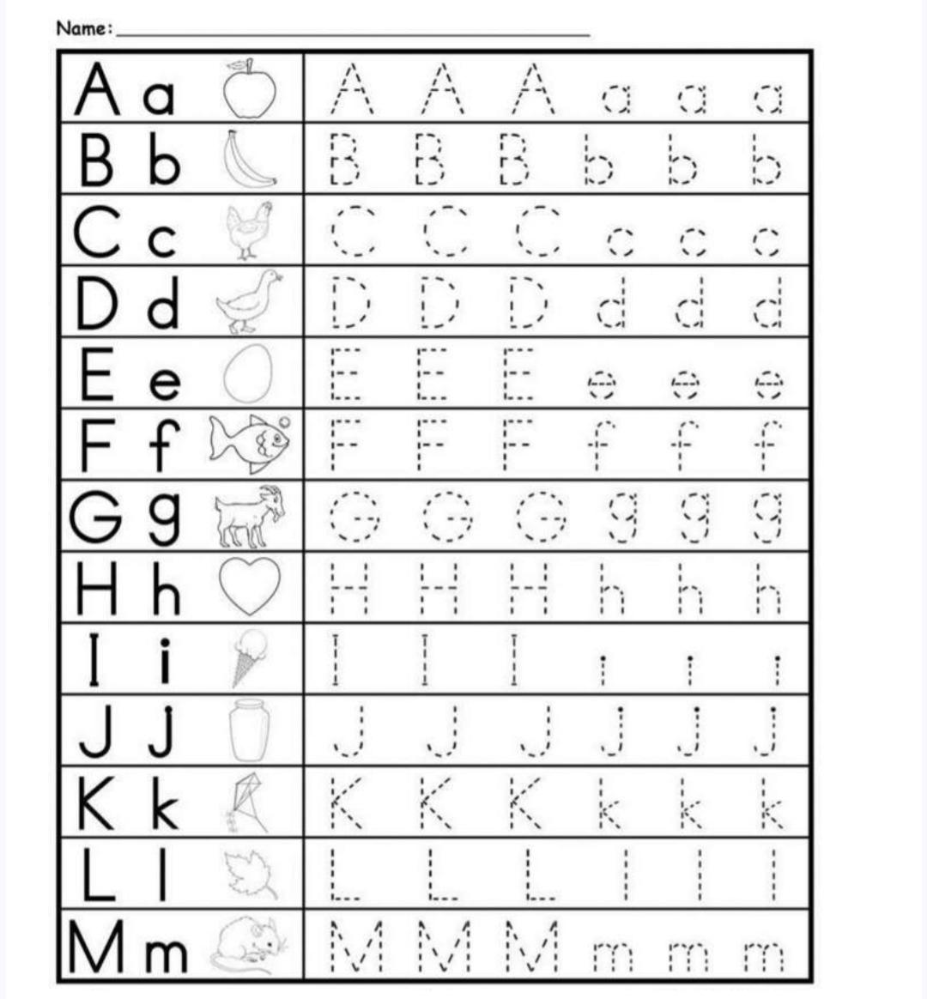 Name:
A a A A A a a a
B b B B B b b b
C c C C C c c c
D d D D D d d d
E e E E E e e e
F f F F F f f f
G g G G G g g g
H h H H H h h h
I i I I I i i i
J j J J J j j j
K k K K K k k k
L l L L L l l l
M m M M M m m m